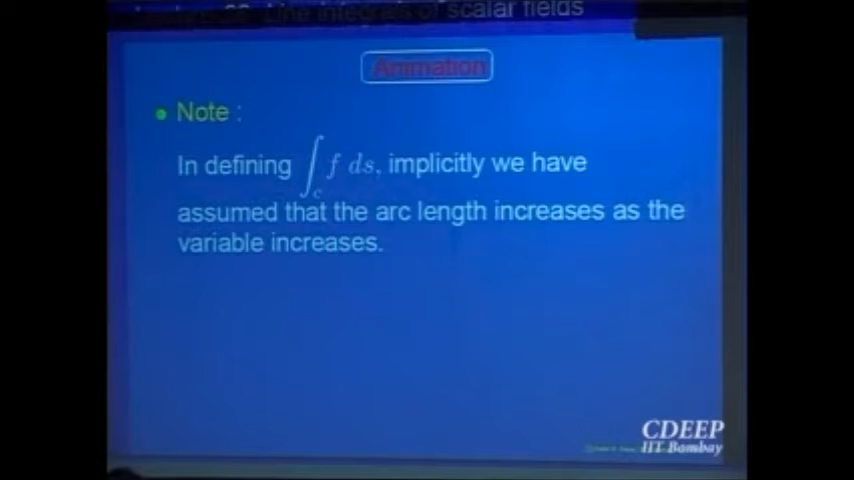 Line integrals of scalar fields
Animation
Note :
In defining ∫_c f ds, implicitly we have
assumed that the arc length increases as the
variable increases.
CDEEP
IIT Bombay